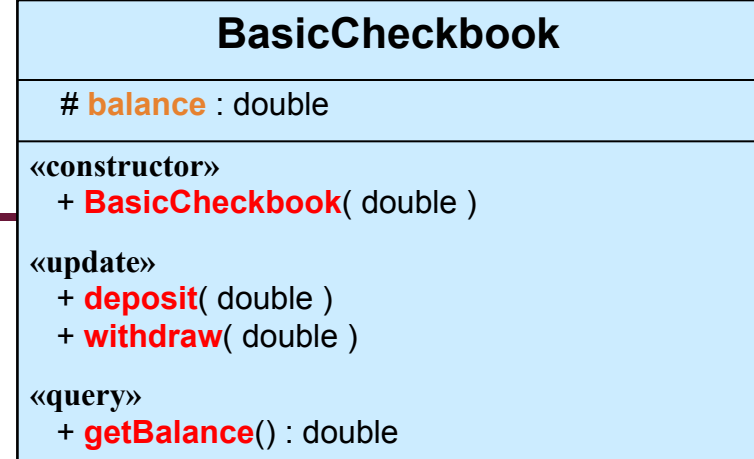 BasicCheckbook
# balance : double
«constructor»
+ BasicCheckbook( double )
«update»
+ deposit( double )
+ withdraw( double )
«query»
+ getBalance() : double